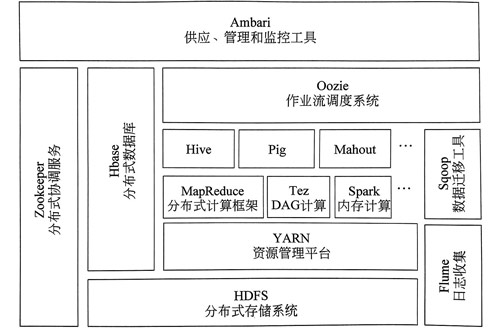 Ambari
供应、管理和监控工具
Zookeeper
分布式协调服务
Hbase
分布式数据库
Oozie
作业流调度系统
Hive
Pig
Mahout
…
MapReduce
分布式计算框架
Tez
DAG计算
Spark
内存计算
…
Sqoop
数据迁移工具
YARN
资源管理平台
Flume
日志收集
HDFS
分布式存储系统